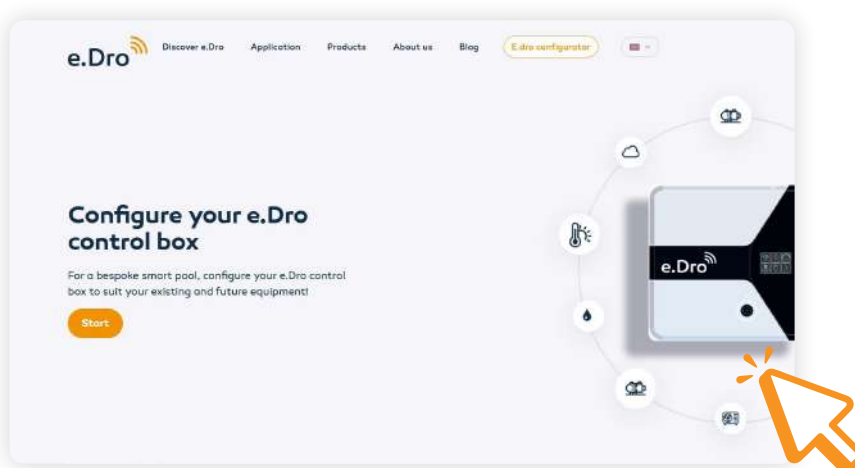 e.Dro
Discover e.Dro Application Products About us Blog E.dro configurator
Configure your e.Dro
control box
For a bespoke smart pool, configure your e.Dro control
box to suit your existing and future equipment!
Start
e.Dro